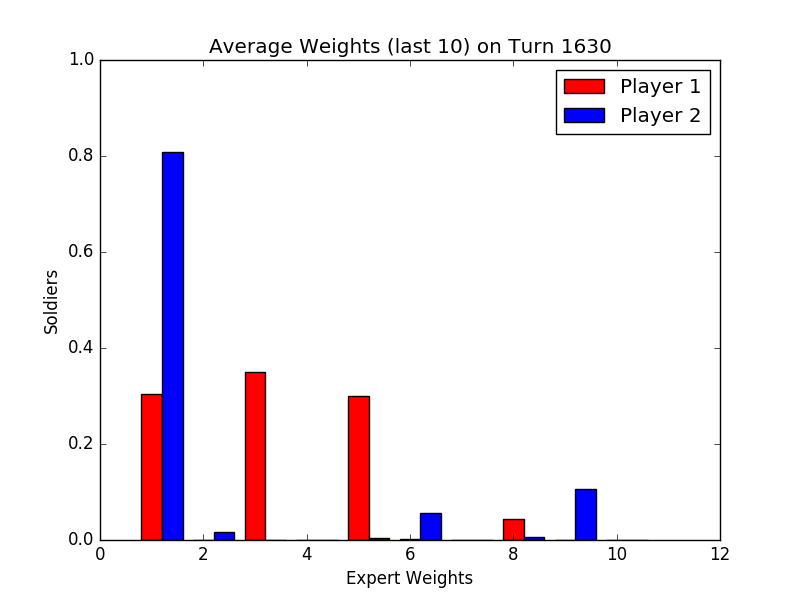 Average Weights (last 10) on Turn 1630
1.0
0.8
0.6
0.4
0.2
0.0
Soldiers
Player 1
Player 2
0 2 4 6 8 10 12
Expert Weights